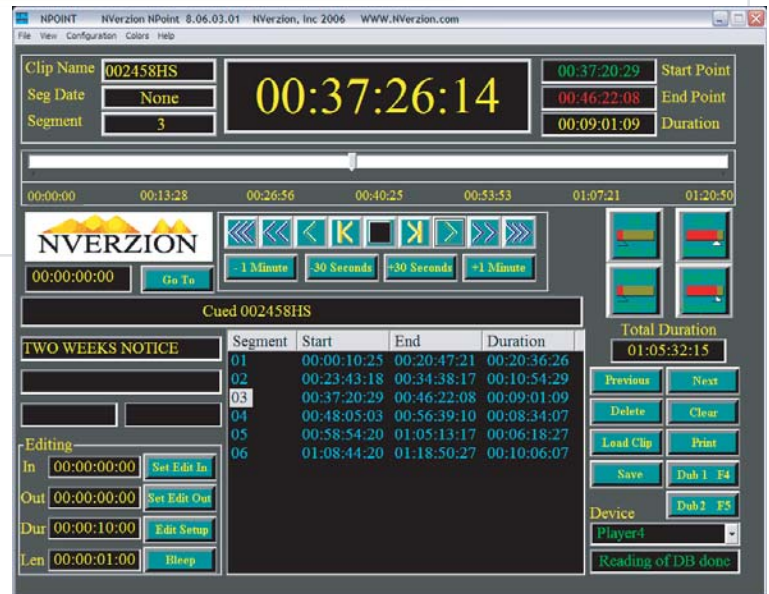 NPOINT NVerzion NPoint 8.06.03.01 NVerzion, Inc 2006 WWW.NVerzion.com
File View Configuration Colors Help
Clip Name 002458HS
Seg Date None
Segment 3
00:37:26:14
00:37:20:29 Start Point
00:46:22:08 End Point
00:09:01:09 Duration
00:00:00 00:13:28 00:26:56 00:40:25 00:53:53 01:07:21 01:20:50
NVERZION
00:00:00:00 Go To
- 1 Minute -30 Seconds +30 Seconds +1 Minute
Cued 002458HS
TWO WEEKS NOTICE
Segment Start End Duration
01 00:00:10:25 00:20:47:21 00:20:36:26
02 00:23:43:18 00:34:38:17 00:10:54:29
03 00:37:20:29 00:46:22:08 00:09:01:09
04 00:48:05:03 00:56:39:10 00:08:34:07
05 00:58:54:20 01:05:13:17 00:06:18:27
06 01:08:44:20 01:18:50:27 00:10:06:07
Total Duration
01:05:32:15
Previous Next
Delete Clear
Load Clip Print
Save Dub 1 F4
Dub2 F5
Device
Player4
Reading of DB done
Editing
In 00:00:00:00 Set Edit In
Out 00:00:00:00 Set Edit Out
Dur 00:00:10:00 Edit Setup
Len 00:00:01:00 Bleep